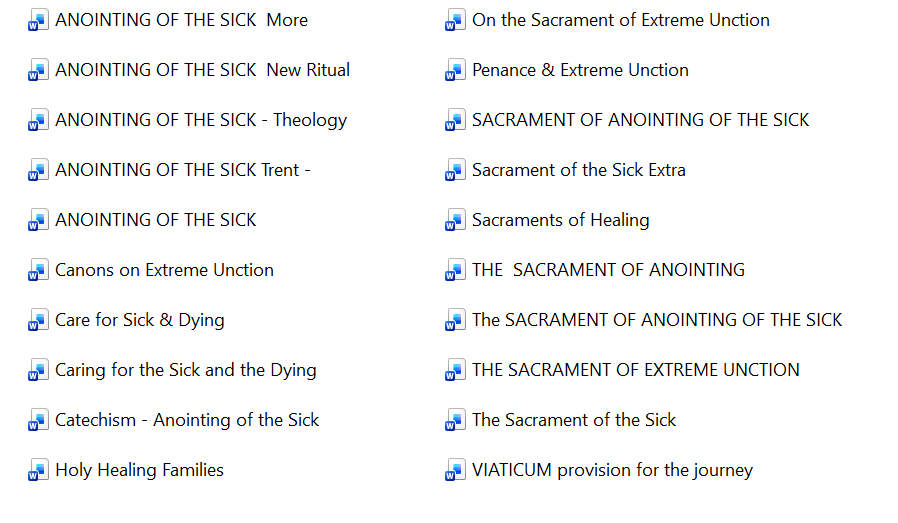 ANOINTING OF THE SICK  More
ANOINTING OF THE SICK  New Ritual
ANOINTING OF THE SICK - Theology
ANOINTING OF THE SICK Trent -
ANOINTING OF THE SICK
Canons on Extreme Unction
Care for Sick & Dying
Caring for the Sick and the Dying
Catechism - Anointing of the Sick
Holy Healing Families
On the Sacrament of Extreme Unction
Penance & Extreme Unction
SACRAMENT OF ANOINTING OF THE SICK
Sacrament of the Sick Extra
Sacraments of Healing
THE  SACRAMENT OF ANOINTING
The SACRAMENT OF ANOINTING OF THE SICK
THE SACRAMENT OF EXTREME UNCTION
The Sacrament of the Sick
VIATICUM provision for the journey